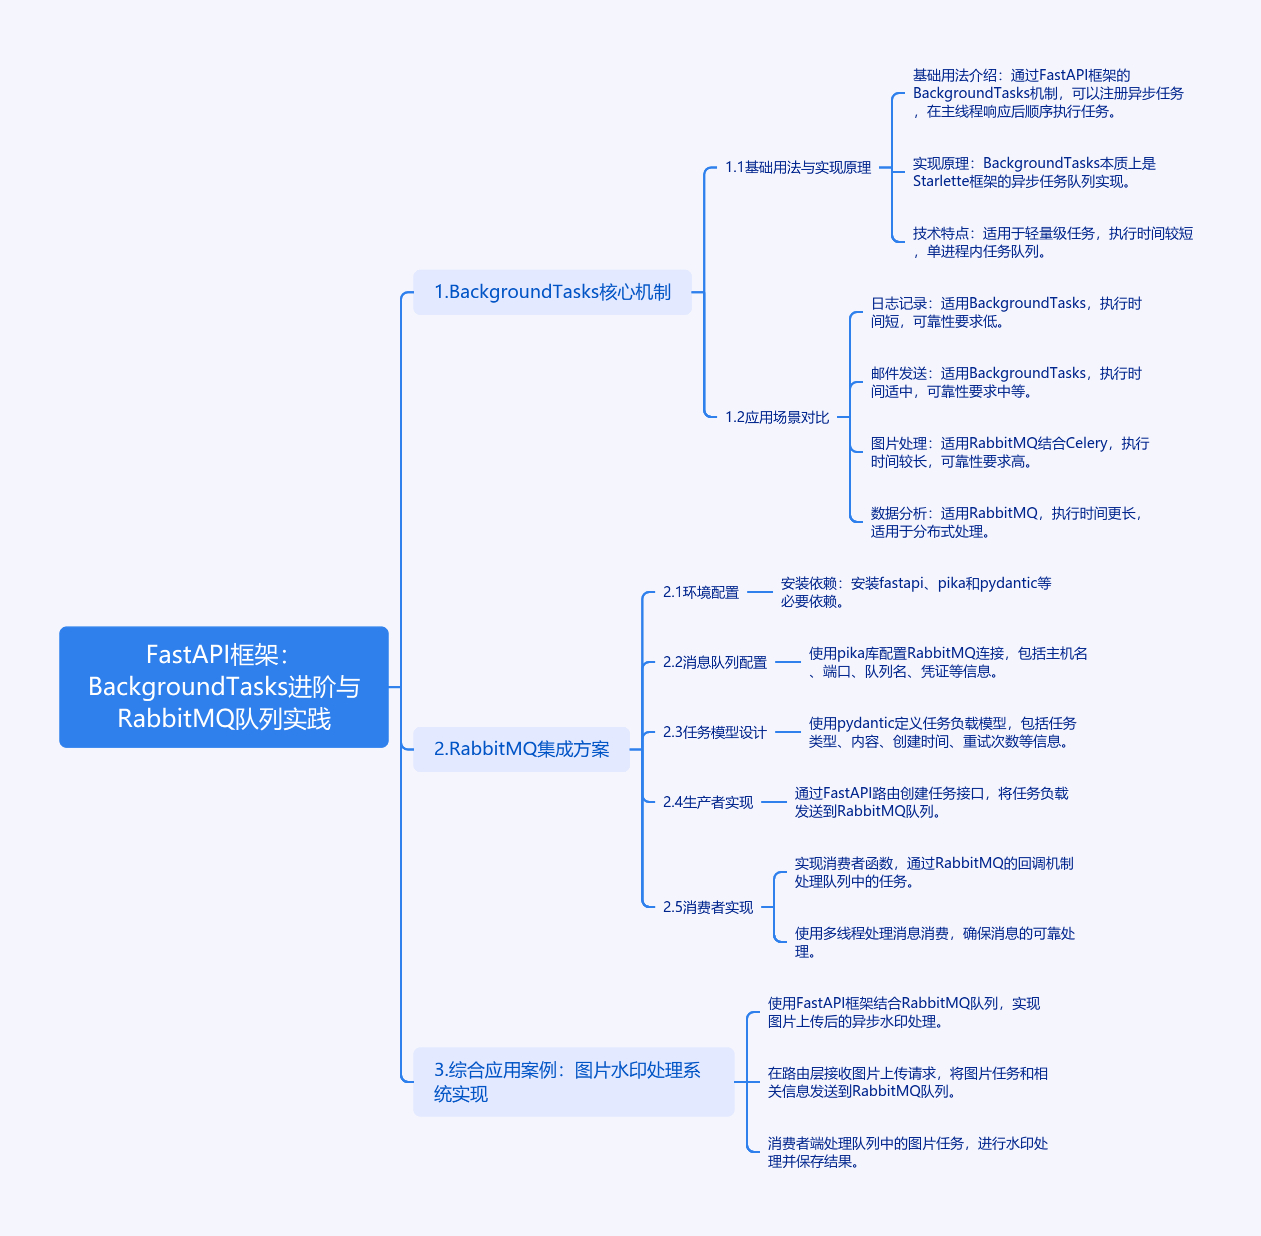 FastAPI框架：
BackgroundTasks进阶与
RabbitMQ队列实践
1.BackgroundTasks核心机制
1.1基础用法与实现原理
基础用法介绍：通过FastAPI框架的
BackgroundTasks机制，可以注册异步任务
，在主线程响应后顺序执行任务。
实现原理：BackgroundTasks本质上是
Starlette框架的异步任务队列实现。
技术特点：适用于轻量级任务，执行时间较短
，单进程内任务队列。
1.2应用场景对比
日志记录：适用BackgroundTasks，执行时
间短，可靠性要求低。
邮件发送：适用BackgroundTasks，执行时
间适中，可靠性要求中等。
图片处理：适用RabbitMQ结合Celery，执行
时间较长，可靠性要求高。
数据分析：适用RabbitMQ，执行时间更长，
适用于分布式处理。
2.RabbitMQ集成方案
2.1环境配置
安装依赖：安装fastapi、pika和pydantic等
必要依赖。
2.2消息队列配置
使用pika库配置RabbitMQ连接，包括主机名
、端口、队列名、凭证等信息。
2.3任务模型设计
使用pydantic定义任务负载模型，包括任务
类型、内容、创建时间、重试次数等信息。
2.4生产者实现
通过FastAPI路由创建任务接口，将任务负载
发送到RabbitMQ队列。
2.5消费者实现
实现消费者函数，通过RabbitMQ的回调机制
处理队列中的任务。
使用多线程处理消息消费，确保消息的可靠处
理。
3.综合应用案例：图片水印处理系
统实现
使用FastAPI框架结合RabbitMQ队列，实现
图片上传后的异步水印处理。
在路由层接收图片上传请求，将图片任务和相
关信息发送到RabbitMQ队列。
消费者端处理队列中的图片任务，进行水印处
理并保存结果。